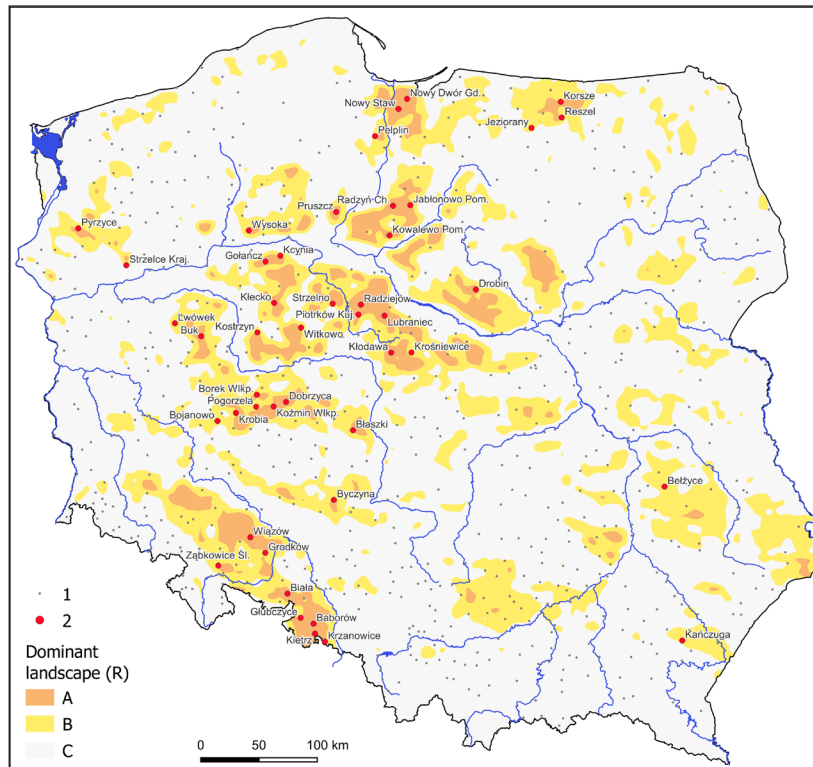 Nowy Dwór Gd.
Nowy Staw
Korsze
Reszel
Jeziorany
Pelplin
Radzyń Ch.
Jabłonowo Pom.
Pruszcz
Pyrzyce
Wysoka
Kowalewo Pom.
Strzelce Kraj.
Gołańcz
Kcynia
Drobin
Kłecko
Strzelno
Radziejów
Piotrków Kuj.
Lwówek
Buk
Kostrzyn
Witkowo
Lubraniec
Kłodawa
Krośniewice
Borek Wlkp.
Pogorzela
Dobrzyca
Bojanowo
Krobia
Koźmin Wlkp.
Błaszki
Byczyna
Bełżyce
Wiązów
Grodków
Ząbkowice Śl.
Biała
Głubczyce
Baborów
Kietrz
Krzanowice
Kańczuga
1
2
Dominant
landscape (R)
A
B
C
0 50 100 km